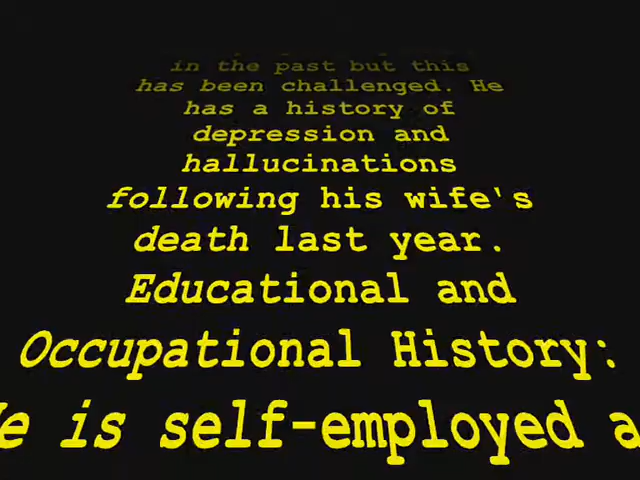 in the past but this
has been challenged. He
has a history of
depression and
hallucinations
following his wife's
death last year.
Educational and
Occupational History:
is self-employed